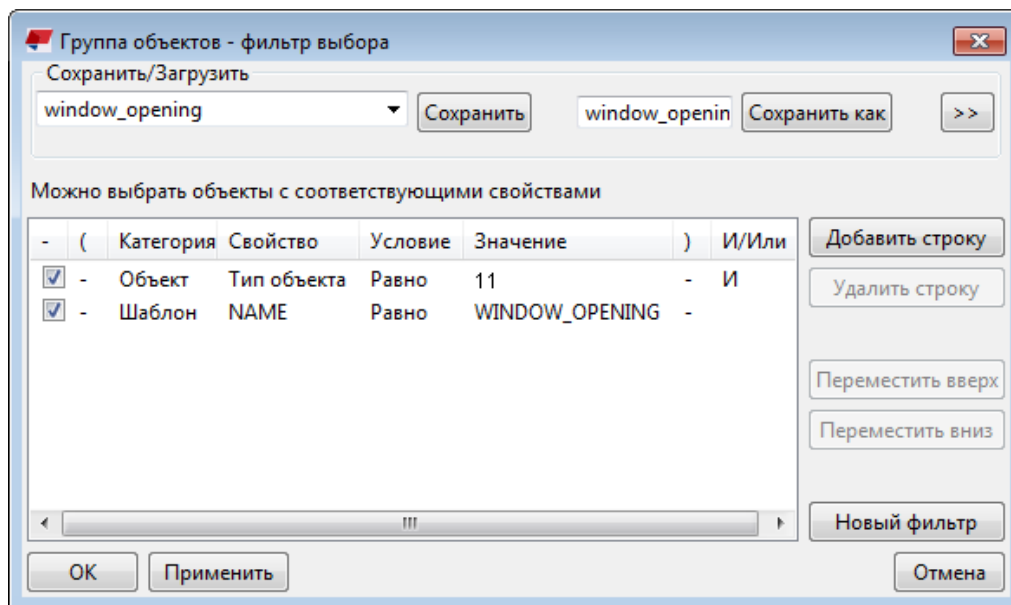 Группа объектов - фильтр выбора
Сохранить/Загрузить
window_opening Сохранить window_openin Сохранить как >>
Можно выбрать объекты с соответствующими свойствами
- ( Категория Свойство Условие Значение ) И/Или Добавить строку
- Объект Тип объекта Равно 11 - И Удалить строку
- Шаблон NAME Равно WINDOW_OPENING -
Переместить вверх
Переместить вниз
Новый фильтр
OK Применить Отмена